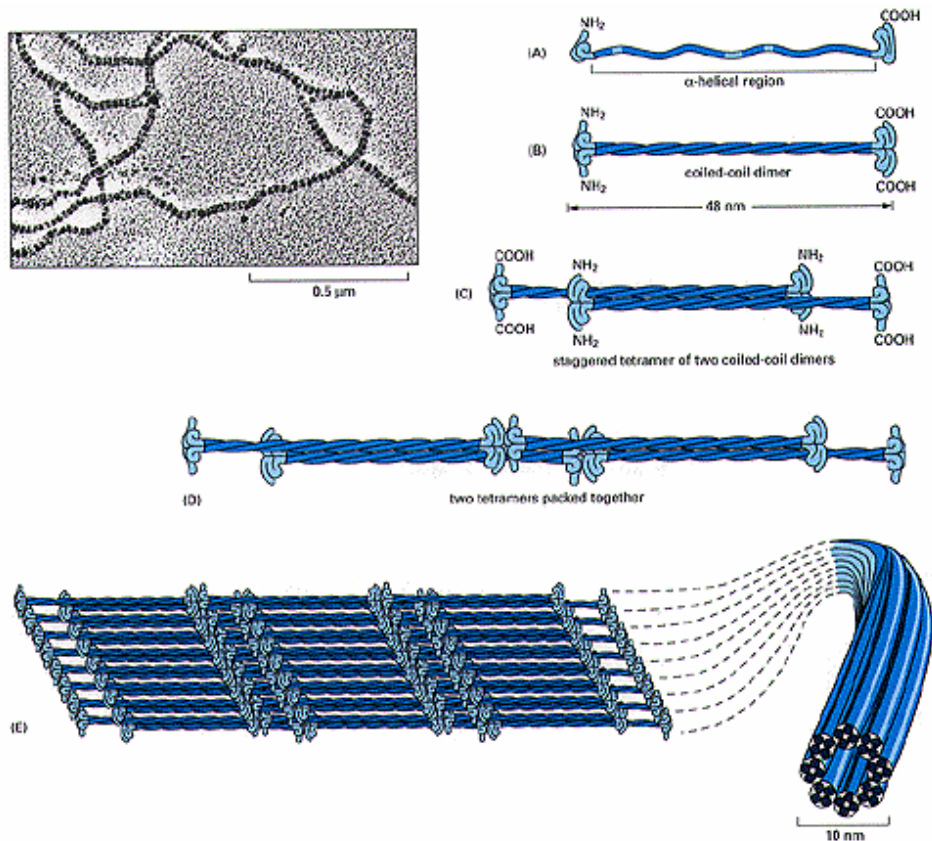 NH2
COOH
(A)
α-helical region
NH2
COOH
(B)
coiled-coil dimer
NH2
COOH
48 nm
0.5 µm
COOH
NH2
NH2
COOH
(C)
CCOH
NH2
NH2
COOH
staggered tetramer of two coiled-coil dimers
(D)
two tetramers packed together
(E)
10 nm